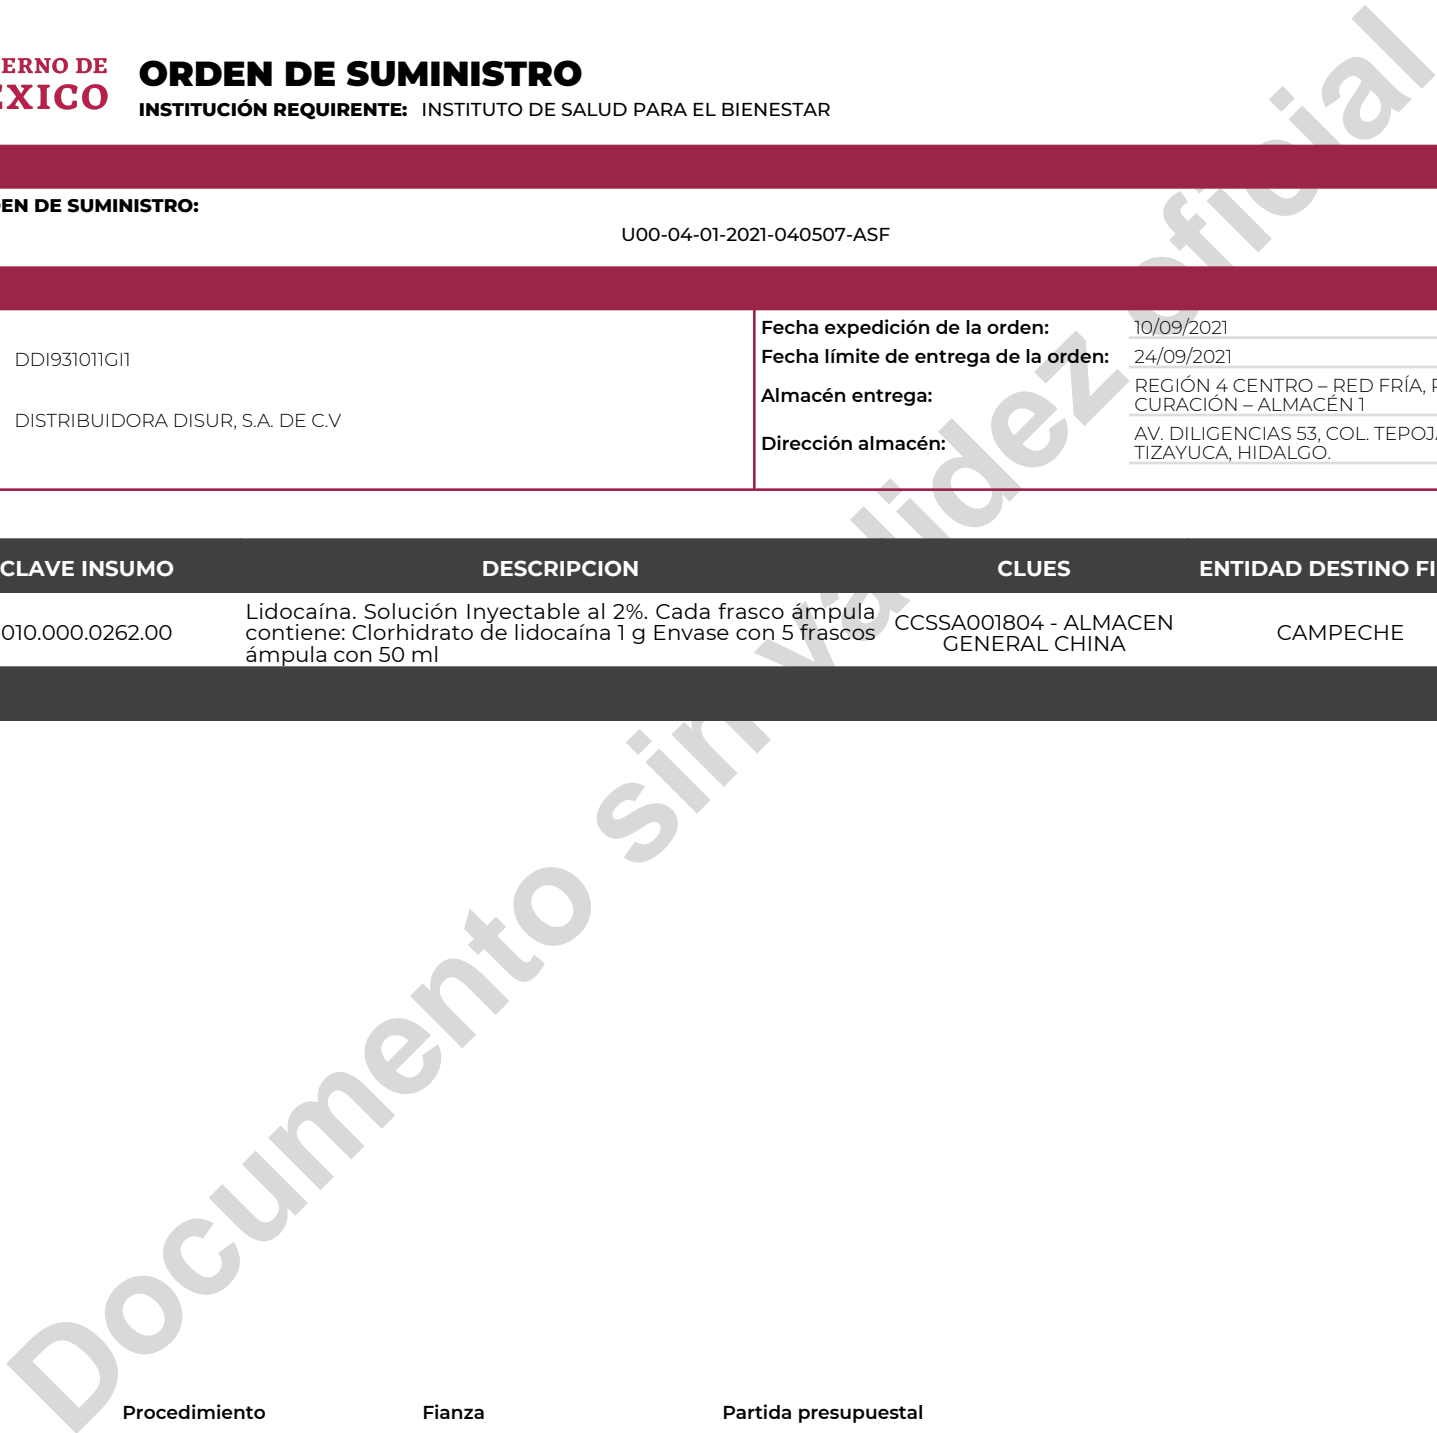 ERNO DE
EXICO
ORDEN DE SUMINISTRO
INSTITUCIÓN REQUIRENTE: INSTITUTO DE SALUD PARA EL BIENESTAR
EN DE SUMINISTRO:
U00-04-01-2021-040507-ASF
DDI931011GI1
DISTRIBUIDORA DISUR, S.A. DE C.V
Fecha expedición de la orden: 10/09/2021
Fecha límite de entrega de la orden: 24/09/2021
Almacén entrega: REGIÓN 4 CENTRO – RED FRÍA,
CURACIÓN – ALMACÉN 1
Dirección almacén: AV. DILIGENCIAS 53, COL. TEPOJA
TIZAYUCA, HIDALGO.
CLAVE INSUMO DESCRIPCION CLUES ENTIDAD DESTINO FI
010.000.0262.00 Lidocaína. Solución Inyectable al 2%. Cada frasco ámpula
contiene: Clorhidrato de lidocaína 1 g Envase con 5 frascos
ámpula con 50 ml
CCSSA001804 - ALMACEN
GENERAL CHINA
CAMPECHE
Documento sin validez oficial
Procedimiento Fianza Partida presupuestal